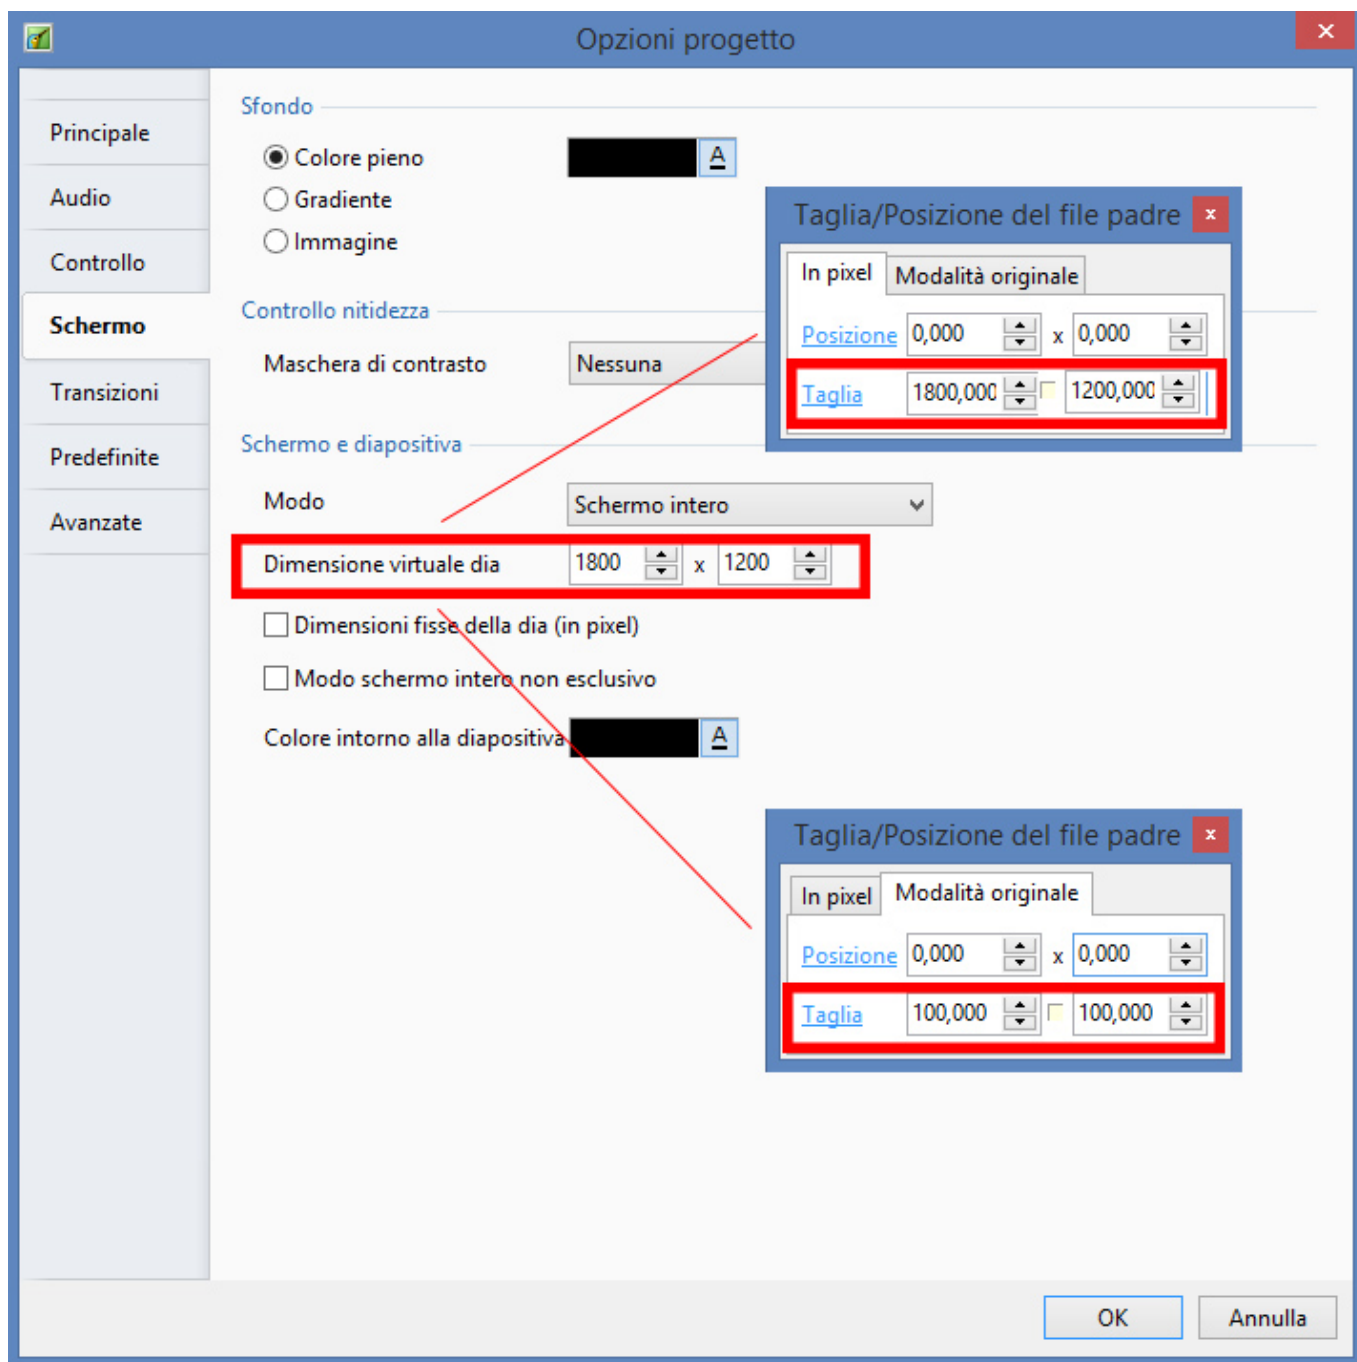 Opzioni progetto
Principale
Audio
Controllo
Schermo
Transizioni
Predefinite
Avanzate
Sfondo
Colore pieno A
Gradiente
Immagine
Controllo nitidezza
Maschera di contrasto Nessuna
Taglia/Posizione del file padre
In pixel Modalità originale
Posizione 0,000 x 0,000
Taglia 1800,000 1200,000
Schermo e diapositiva
Modo Schermo intero
Dimensione virtuale dia 1800 x 1200
Dimensioni fisse della dia (in pixel)
Modo schermo intero non esclusivo
Colore intorno alla diapositiva A
Taglia/Posizione del file padre
In pixel Modalità originale
Posizione 0,000 x 0,000
Taglia 100,000 100,000
OK Annulla